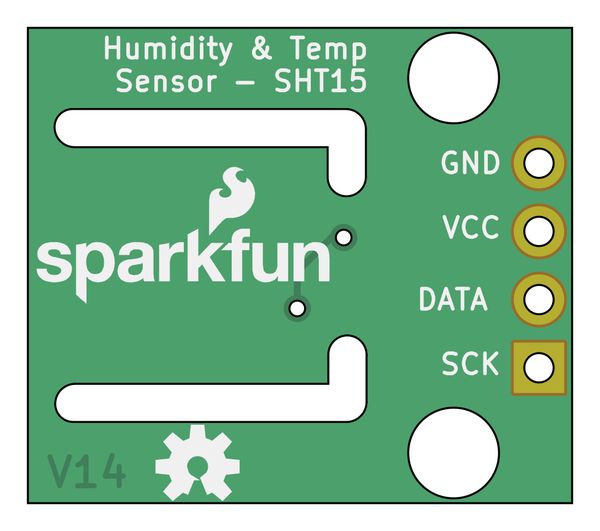 Humidity & Temp
Sensor - SHT15
GND
sparkfun
VCC
DATA
SCK
V14